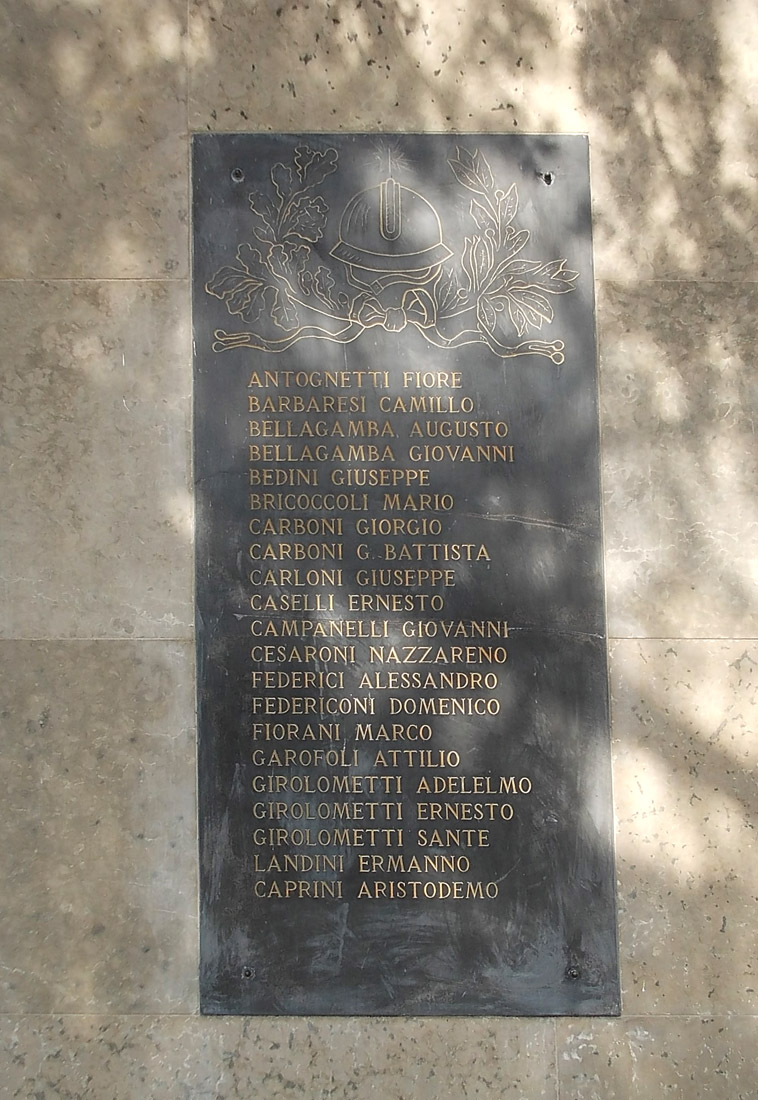 ANTOGNETTI FIORE
BARBARESI CAMILLO
BELLAGAMBA AUGUSTO
BELLAGAMBA GIOVANNI
BEDINI GIUSEPPE
BRICOCCOLI MARIO
CARBONI GIORGIO
CARBONI G. BATTISTA
CARLONI GIUSEPPE
CASELLI ERNESTO
CAMPANELLI GIOVANNI
CESARONI NAZZARENO
FEDERICI ALESSANDRO
FEDERICONI DOMENICO
FIORANI MARCO
GAROFOLI ATTILIO
GIROLOMETTI ADELELMO
GIROLOMETTI ERNESTO
GIROLOMETTI SANTE
LANDINI ERMANNO
CAPRINI ARISTODEMO